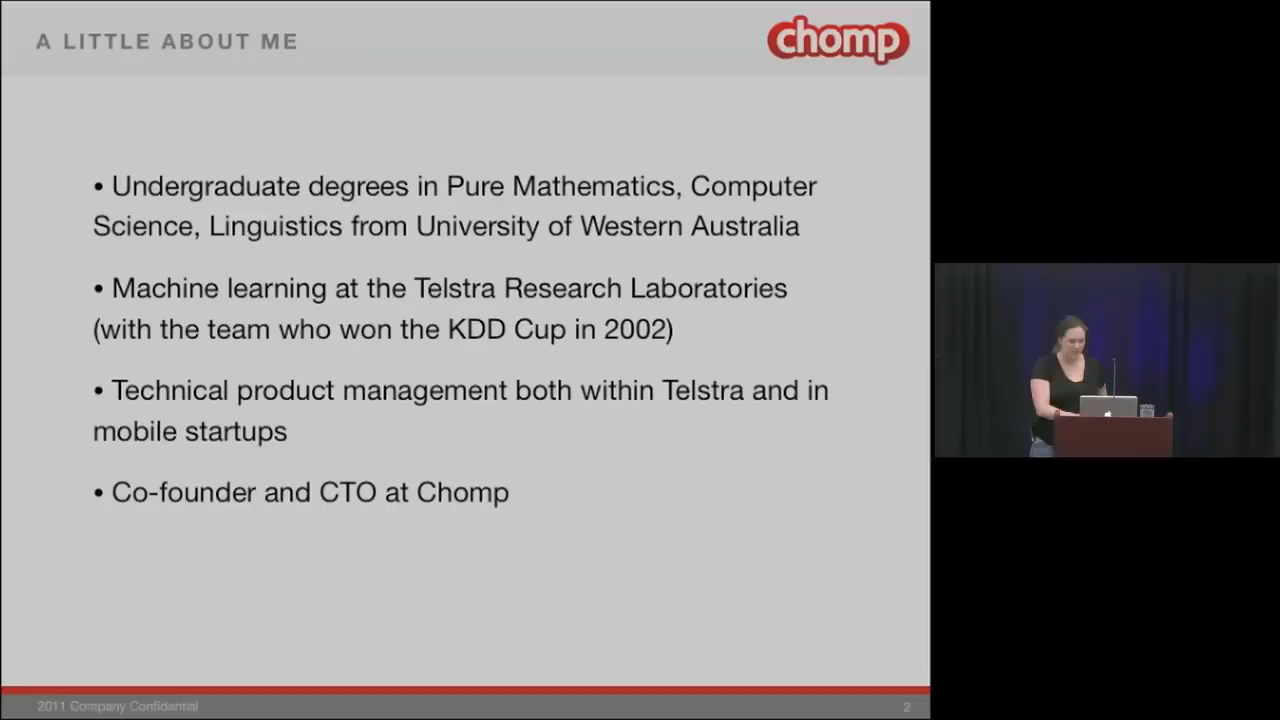 A LITTLE ABOUT ME
chomp
• Undergraduate degrees in Pure Mathematics, Computer
Science, Linguistics from University of Western Australia
• Machine learning at the Telstra Research Laboratories
(with the team who won the KDD Cup in 2002)
• Technical product management both within Telstra and in
mobile startups
• Co-founder and CTO at Chomp
2011 Company Confidential
2